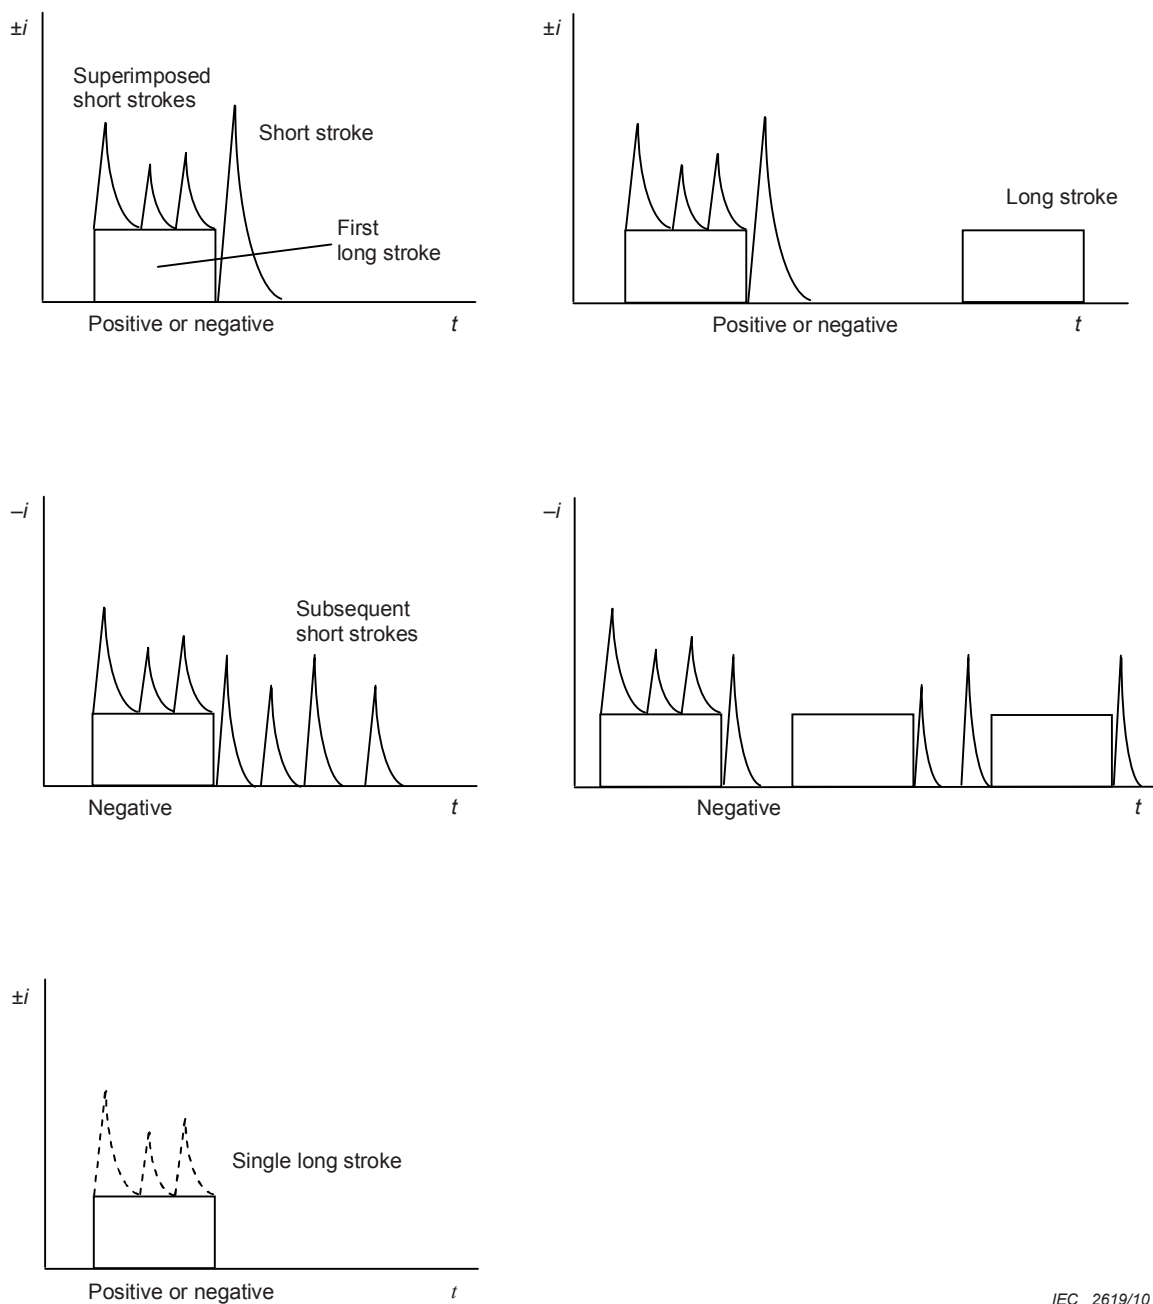 ±i
Superimposed
short strokes
Short stroke
First
long stroke
Positive or negative
t
±i
Long stroke
Positive or negative
t
–i
Subsequent
short strokes
Negative
t
–i
Negative
t
±i
Single long stroke
Positive or negative
t
IEC 2619/10